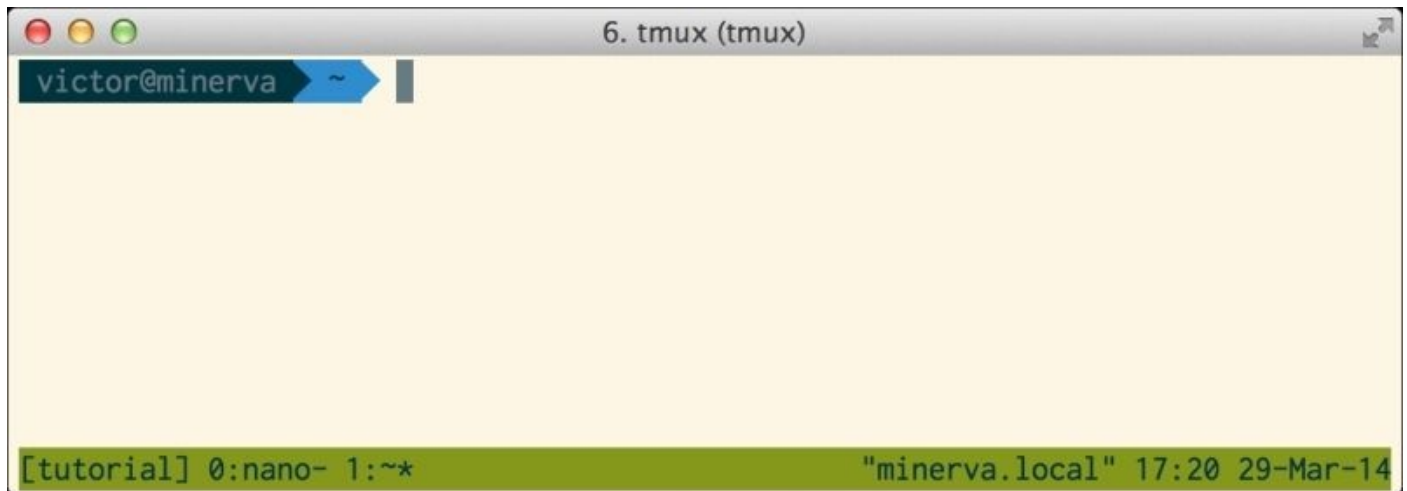 6. tmux (tmux)
victor@minerva ~
[tutorial] 0:nano- 1:~* "minerva.local" 17:20 29-Mar-14